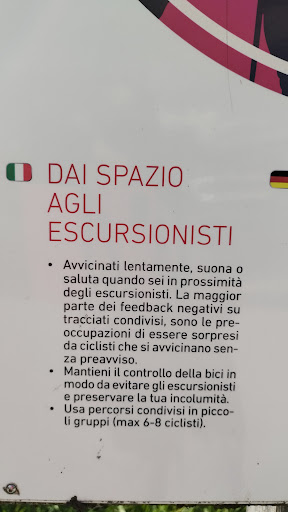 DAI SPAZIO
AGLI
ESCURSIONISTI
• Avvicinati lentamente, suona o
saluta quando sei in prossimità
degli escursionisti. La maggior
parte dei feedback negativi su
tracciati condivisi, sono le pre-
occupazioni di essere sorpresi
da ciclisti che si avvicinano sen-
za preavviso.
• Mantieni il controllo della bici in
modo da evitare gli escursionisti
e preservare la tua incolumità.
• Usa percorsi condivisi in picco-
li gruppi (max 6-8 ciclisti).